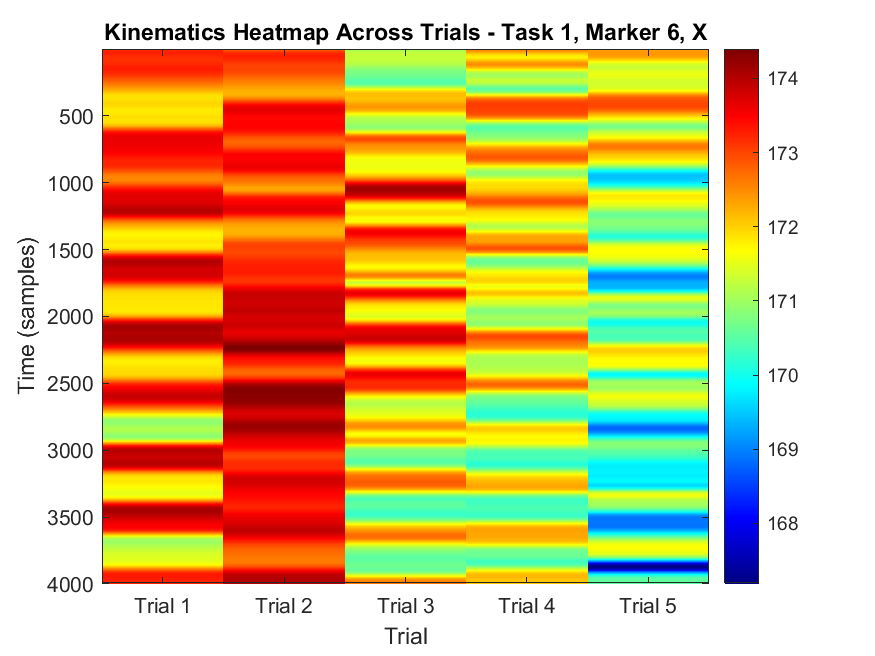 Kinematics Heatmap Across Trials - Task 1, Marker 6, X
Time (samples)
500
1000
1500
2000
2500
3000
3500
4000
Trial 1
Trial 2
Trial 3
Trial 4
Trial 5
Trial
174
173
172
171
170
169
168